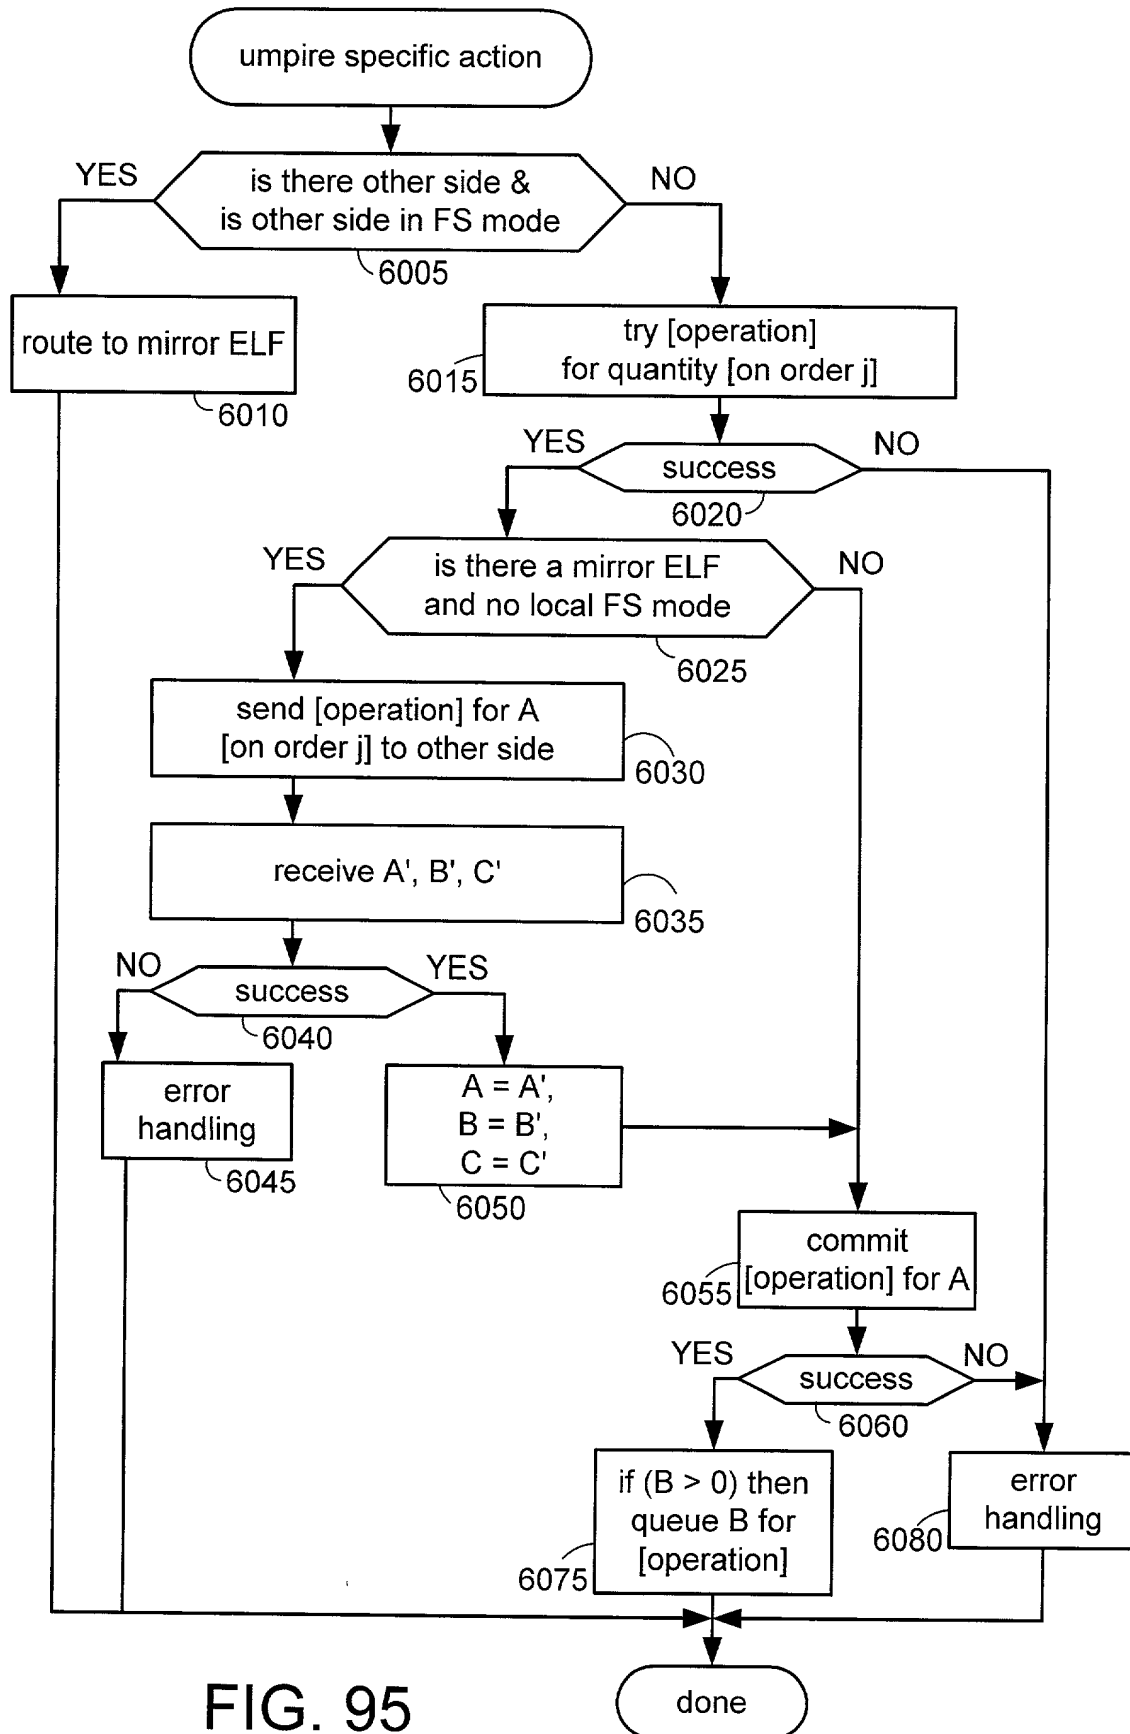 umpire specific action
YES
is there other side &
is other side in FS mode
NO
6005
route to mirror ELF
6010
try [operation]
for quantity [on order j]
6015
YES
success
NO
6020
YES
is there a mirror ELF
and no local FS mode
NO
6025
send [operation] for A
[on order j] to other side
6030
receive A', B', C'
6035
NO
success
YES
6040
error
handling
6045
A = A',
B = B',
C = C'
6050
commit
[operation] for A
6055
YES
success
NO
6060
if (B > 0) then
queue B for
[operation]
6075
error
handling
6080
done
FIG. 95